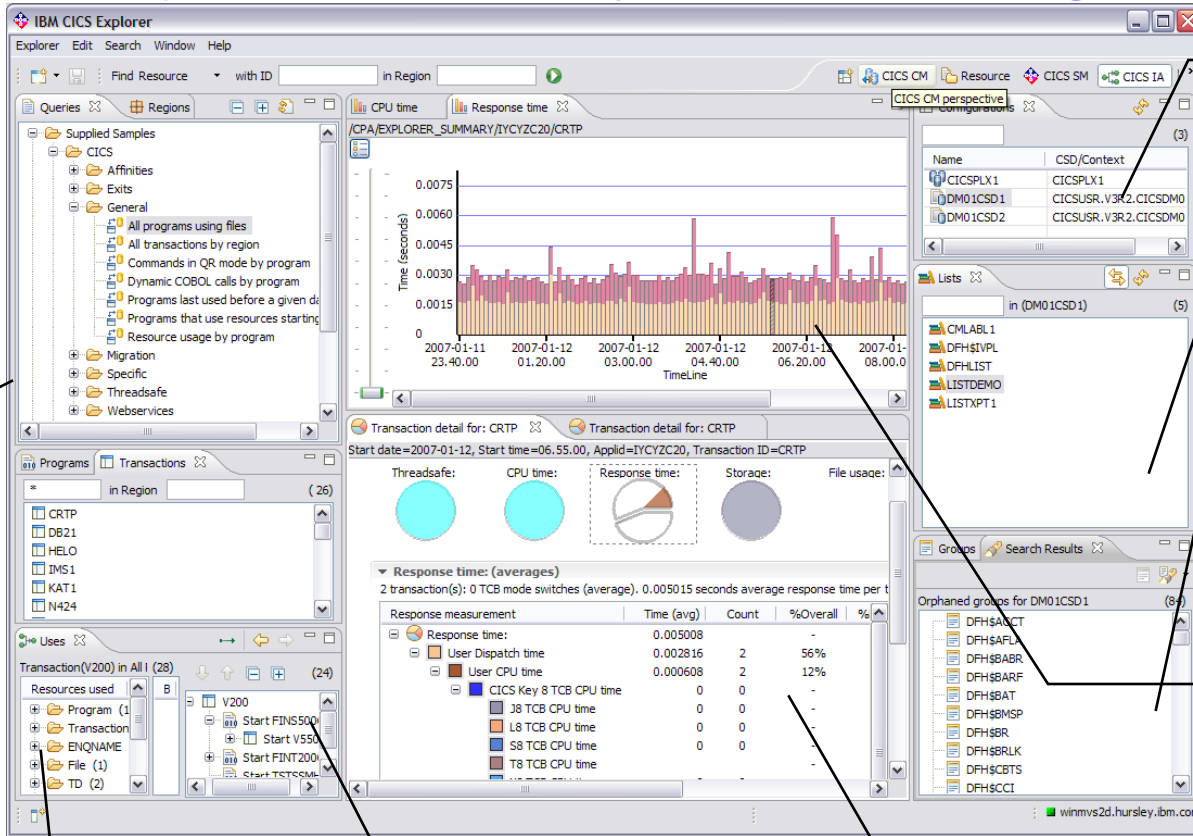 IBM CICS Explorer
Explorer Edit Search Window Help
Find Resource with ID in Region
CICS CM Resource CICS SM CICS IA
CICS CM perspective
Queries Regions
Supplied Samples
CICS
Affinities
Exits
General
All programs using files
All transactions by region
Commands in QR mode by program
Dynamic COBOL calls by program
Programs last used before a given da
Programs that use resources starting
Resource usage by program
Migration
Specific
Threadsafe
Webservices
Programs Transactions
* in Region (26)
CRTP
DB21
HELO
IMS1
KAT1
N424
Uses
Transaction(V200) in All I (28) (24)
Resources used B
Program (1
Transaction
ENQNAME
File (1)
TD (2)
V200
Start FINS500
Start V550
Start FINT200
Start TSTSSMF
CPU time Response time
/CPA/EXPLORER_SUMMARY/IYCYZC20/CRTP
Time (seconds)
0.0075
0.0060
0.0045
0.0030
0.0015
0
2007-01-11 2007-01-12 2007-01-12 2007-01-12 2007-01-12 2007-01-
23.40.00 01.20.00 03.00.00 04.40.00 06.20.00 08.00.0
TimeLine
Transaction detail for: CRTP Transaction detail for: CRTP
Start date=2007-01-12, Start time=06.55.00, Applid=IYCYZC20, Transaction ID=CRTP
Threadsafe: CPU time: Response time: Storage: File usage:
Response time: (averages)
2 transaction(s): 0 TCB mode switches (average). 0.005015 seconds average response time per t
Response measurement Time (avg) Count %Overall %
Response time: 0.005008 -
User Dispatch time 0.002816 2 56%
User CPU time 0.000608 2 12%
CICS Key 8 TCB CPU time 0 0 -
J8 TCB CPU time 0 0 -
L8 TCB CPU time 0 0 -
S8 TCB CPU time 0 0 -
T8 TCB CPU time -
Configurations
(3)
Name CSD/Context
CICSPLX1 CICSPLX1
DM01CSD1 CICSUSR.V3R2.CICSDM0
DM01CSD2 CICSUSR.V3R2.CICSDM0
Lists
in (DM01CSD1) (5)
CMLABL1
DFH$IVPL
DFHLIST
LISTDEMO
LISTXPT1
Groups Search Results
Orphaned groups for DM01CSD1 (84)
DFH$ACCT
DFH$AFLA
DFH$BABR
DFH$BARF
DFH$BAT
DFH$BMSP
DFH$BR
DFH$BRLK
DFH$CBTS
DFH$CCI
winmvs2d.hursley.ibm.co